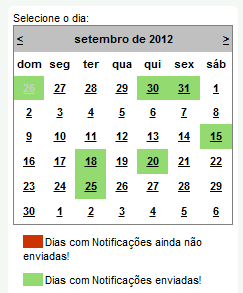 Selecione o dia:
< setembro de 2012 >
dom seg ter qua qui sex sáb
26 27 28 29 30 31 1
2 3 4 5 6 7 8
9 10 11 12 13 14 15
16 17 18 19 20 21 22
23 24 25 26 27 28 29
30 1 2 3 4 5 6
Dias com Notificações ainda não
enviadas!
Dias com Notificações enviadas!